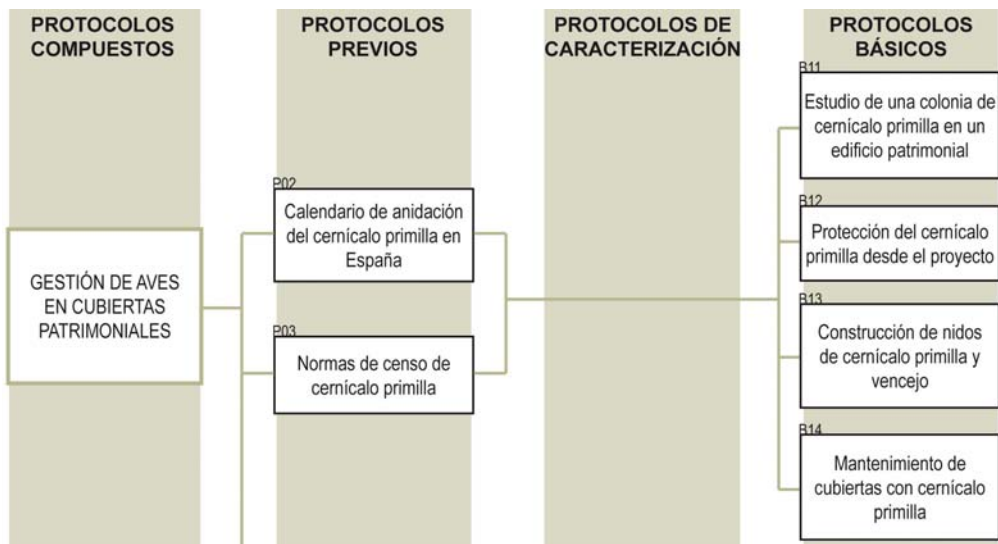 PROTOCOLOS
COMPUESTOS
PROTOCOLOS
PREVIOS
PROTOCOLOS DE
CARACTERIZACIÓN
PROTOCOLOS
BÁSICOS
GESTIÓN DE AVES
EN CUBIERTAS
PATRIMONIALES
P02
Calendario de anidación
del cernícalo primilla en
España
P03
Normas de censo de
cernícalo primilla
B11
Estudio de una colonia de
cernícalo primilla en un
edificio patrimonial
B12
Protección del cernícalo
primilla desde el proyecto
B13
Construcción de nidos
de cernícalo primilla y
vencejo
B14
Mantenimiento de
cubiertas con cernícalo
primilla